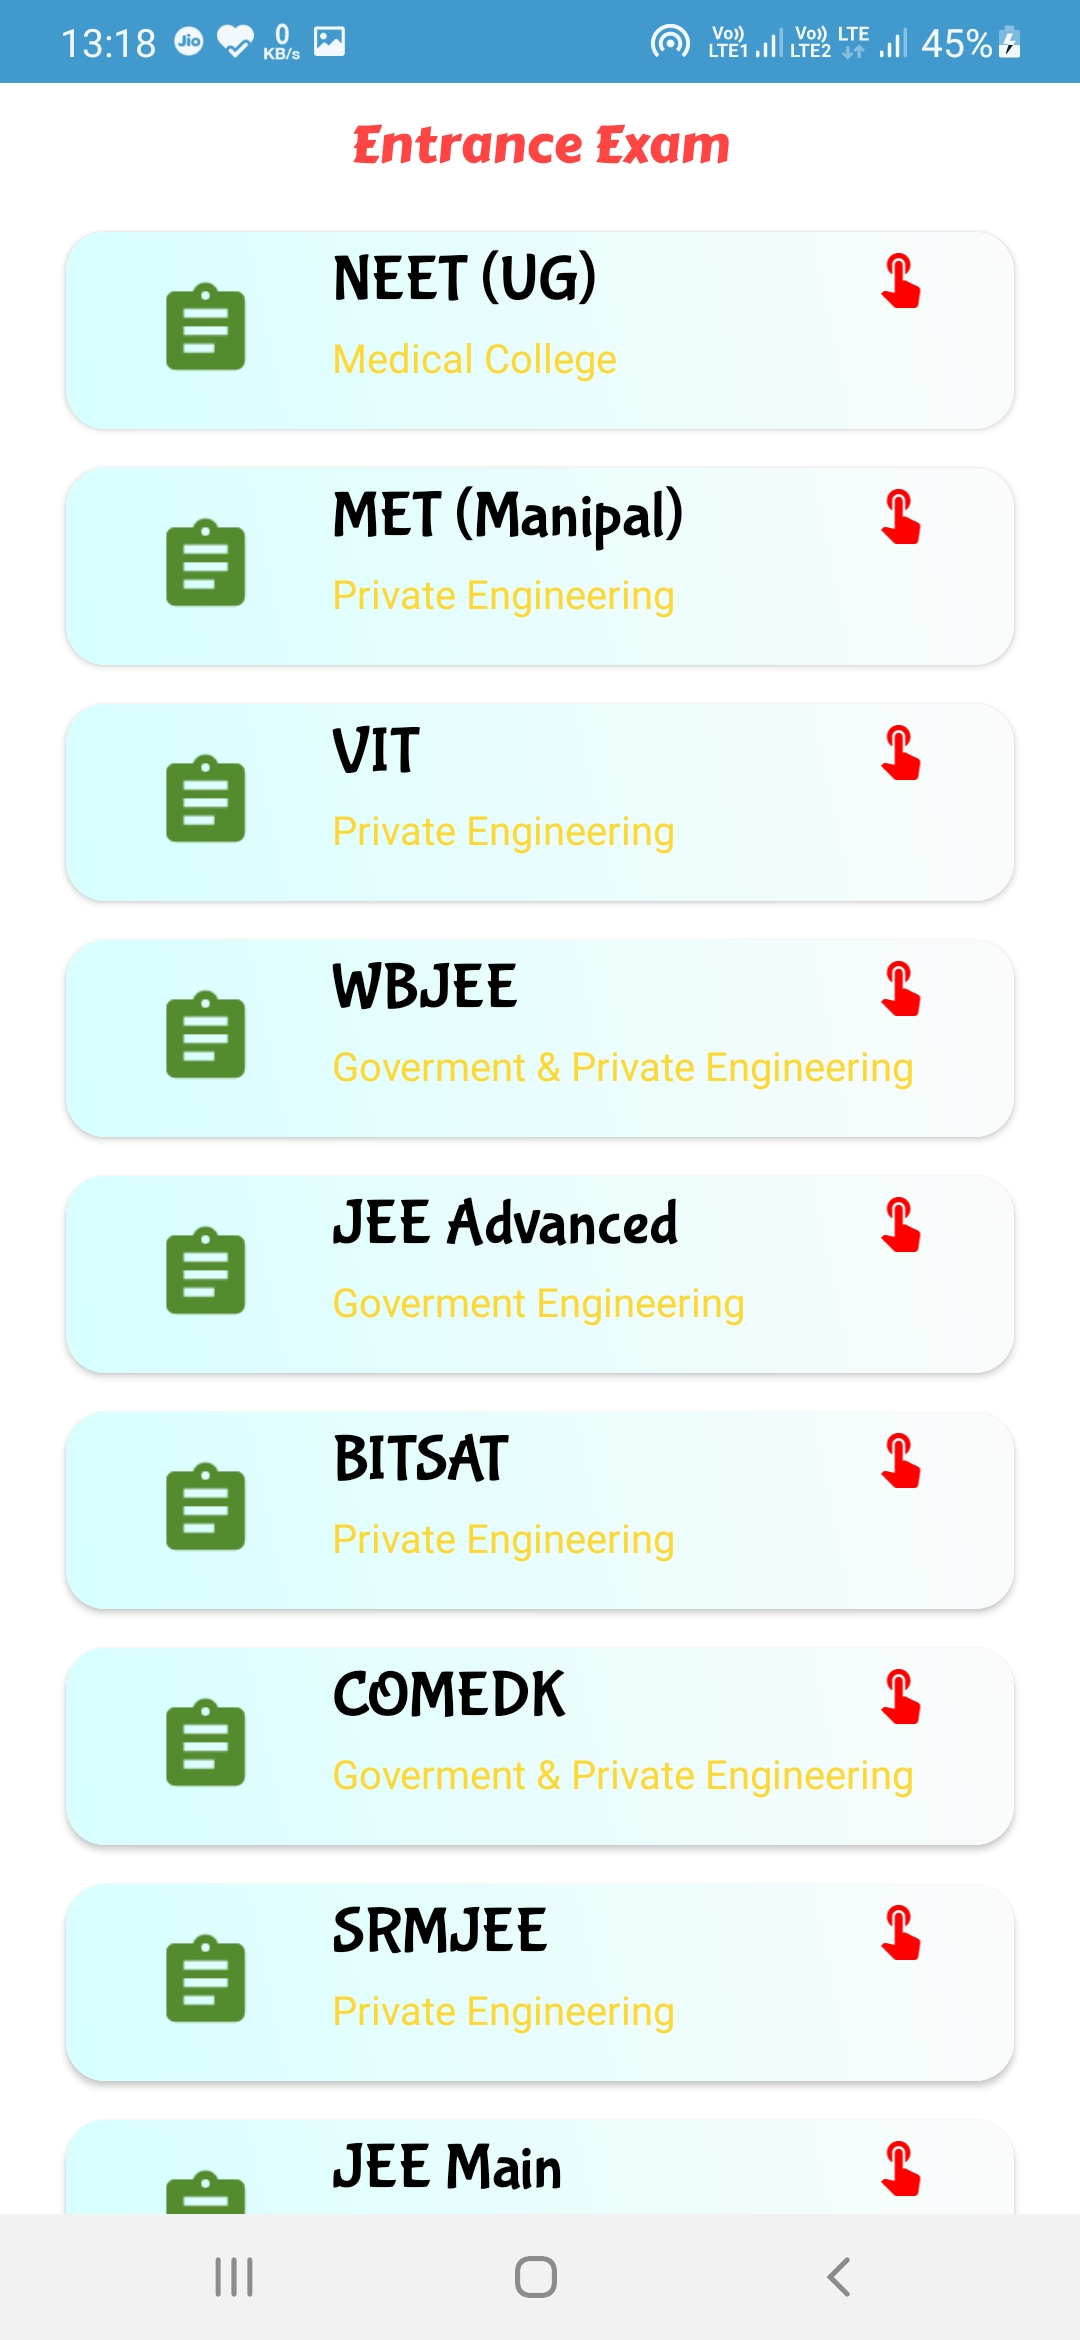 13:18 Jio 0 KB/s Vo)) LTE1 Vo)) LTE2 LTE 45%
Entrance Exam
NEET (UG)
Medical College
MET (Manipal)
Private Engineering
VIT
Private Engineering
WBJEE
Goverment & Private Engineering
JEE Advanced
Goverment Engineering
BITSAT
Private Engineering
COMEDK
Goverment & Private Engineering
SRMJEE
Private Engineering
JEE Main